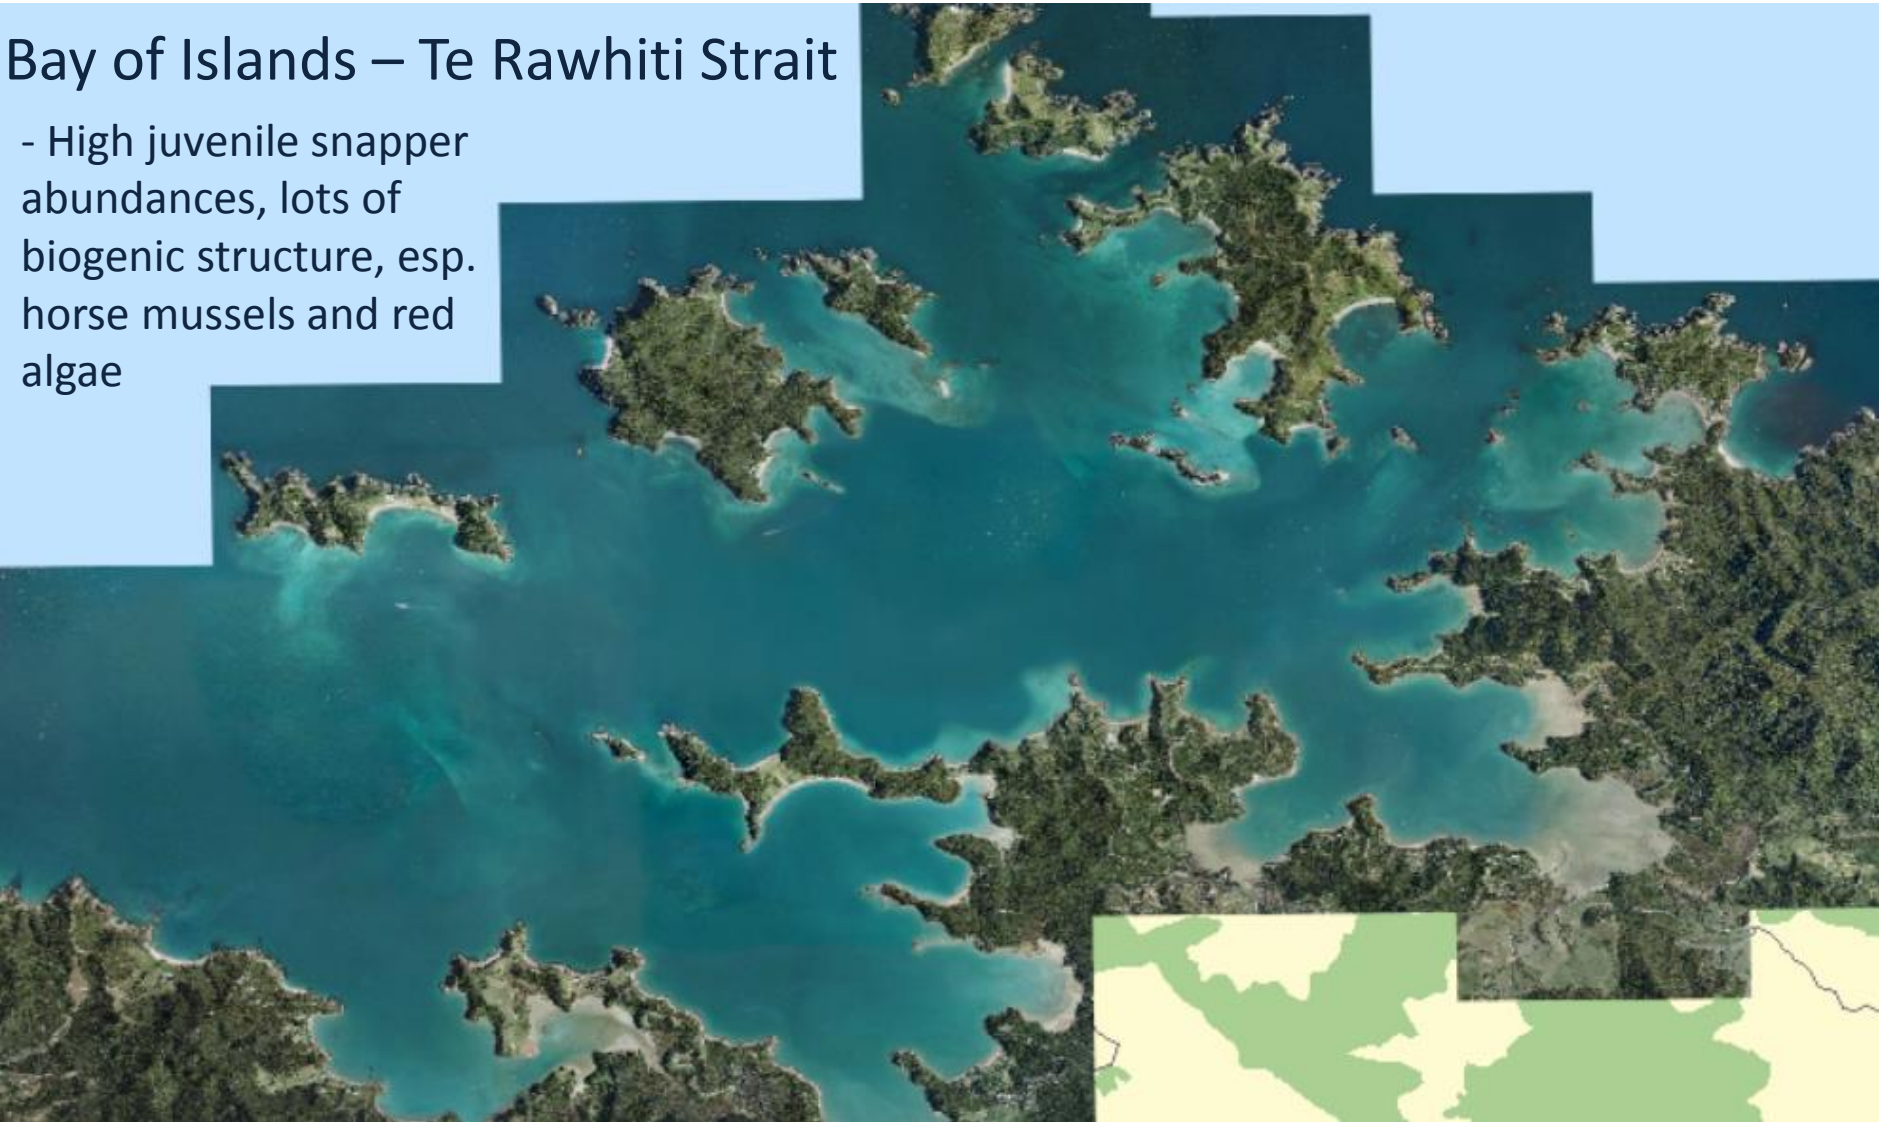 Bay of Islands – Te Rawhiti Strait
- High juvenile snapper
abundances, lots of
biogenic structure, esp.
horse mussels and red
algae